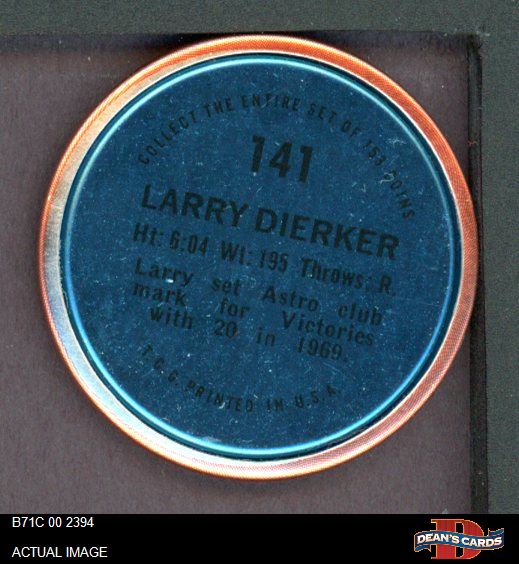 COLLECT THE ENTIRE SET OF 153 COINS
141
LARRY DIERKER
Ht: 6:04 Wt: 195 Throws: R.
Larry set Astro club
mark for Victories
with 20 in 1969.
T.C.G. PRINTED IN U.S.A.
B71C 00 2394
ACTUAL IMAGE
D
DEAN'S CARDS